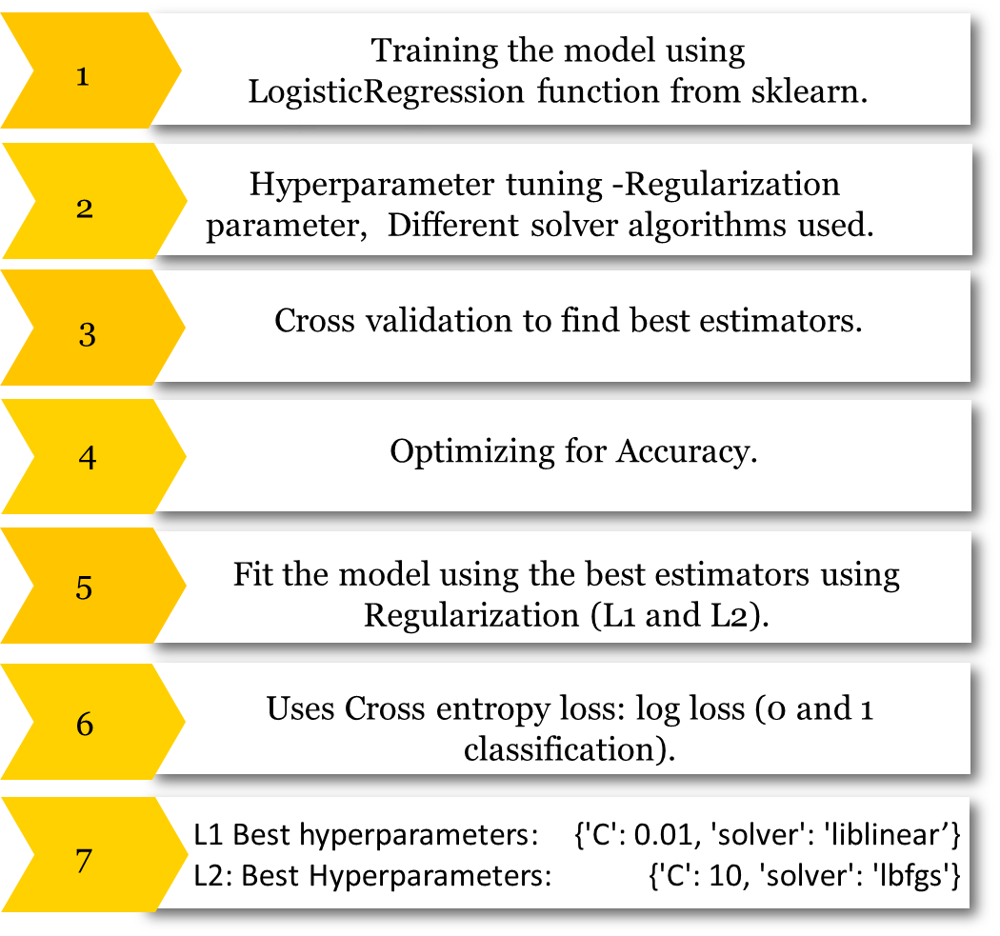 1
Training the model using
LogisticRegression function from sklearn.
2
Hyperparameter tuning -Regularization
parameter,  Different solver algorithms used.
3
Cross validation to find best estimators.
4
Optimizing for Accuracy.
5
Fit the model using the best estimators using
Regularization (L1 and L2).
6
Uses Cross entropy loss: log loss (0 and 1
classification).
7
L1 Best hyperparameters: {'C': 0.01, 'solver': 'liblinear’}
L2: Best Hyperparameters: {'C': 10, 'solver': 'lbfgs'}